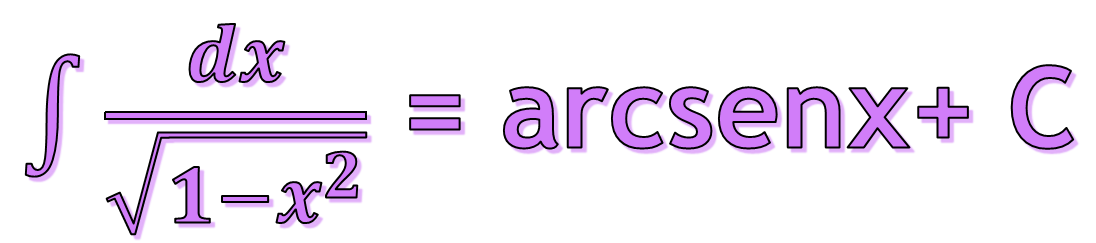 ∫ dx / √1−x² = arcsenx+ C